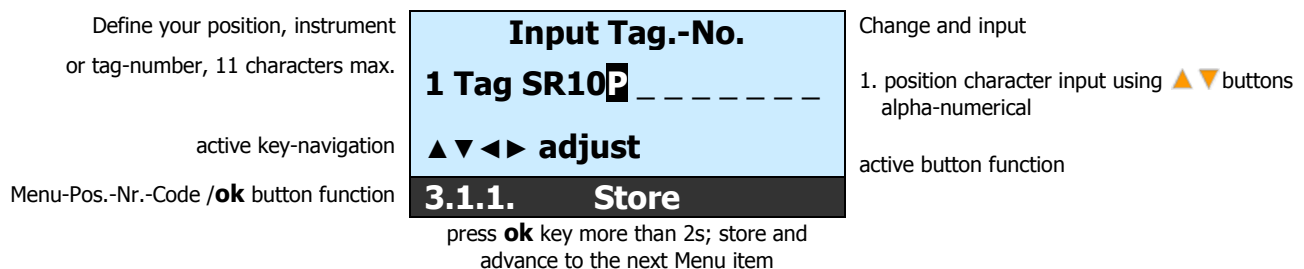 Define your position, instrument
or tag-number, 11 characters max.
active key-navigation
Menu-Pos.-Nr.-Code /ok button function
Input Tag.-No.
1 Tag SR10P _ _ _ _ _ _ _
▲▼◄► adjust
3.1.1. Store
press ok key more than 2s; store and
advance to the next Menu item
Change and input
1. position character input using ▲▼ buttons
alpha-numerical
active button function